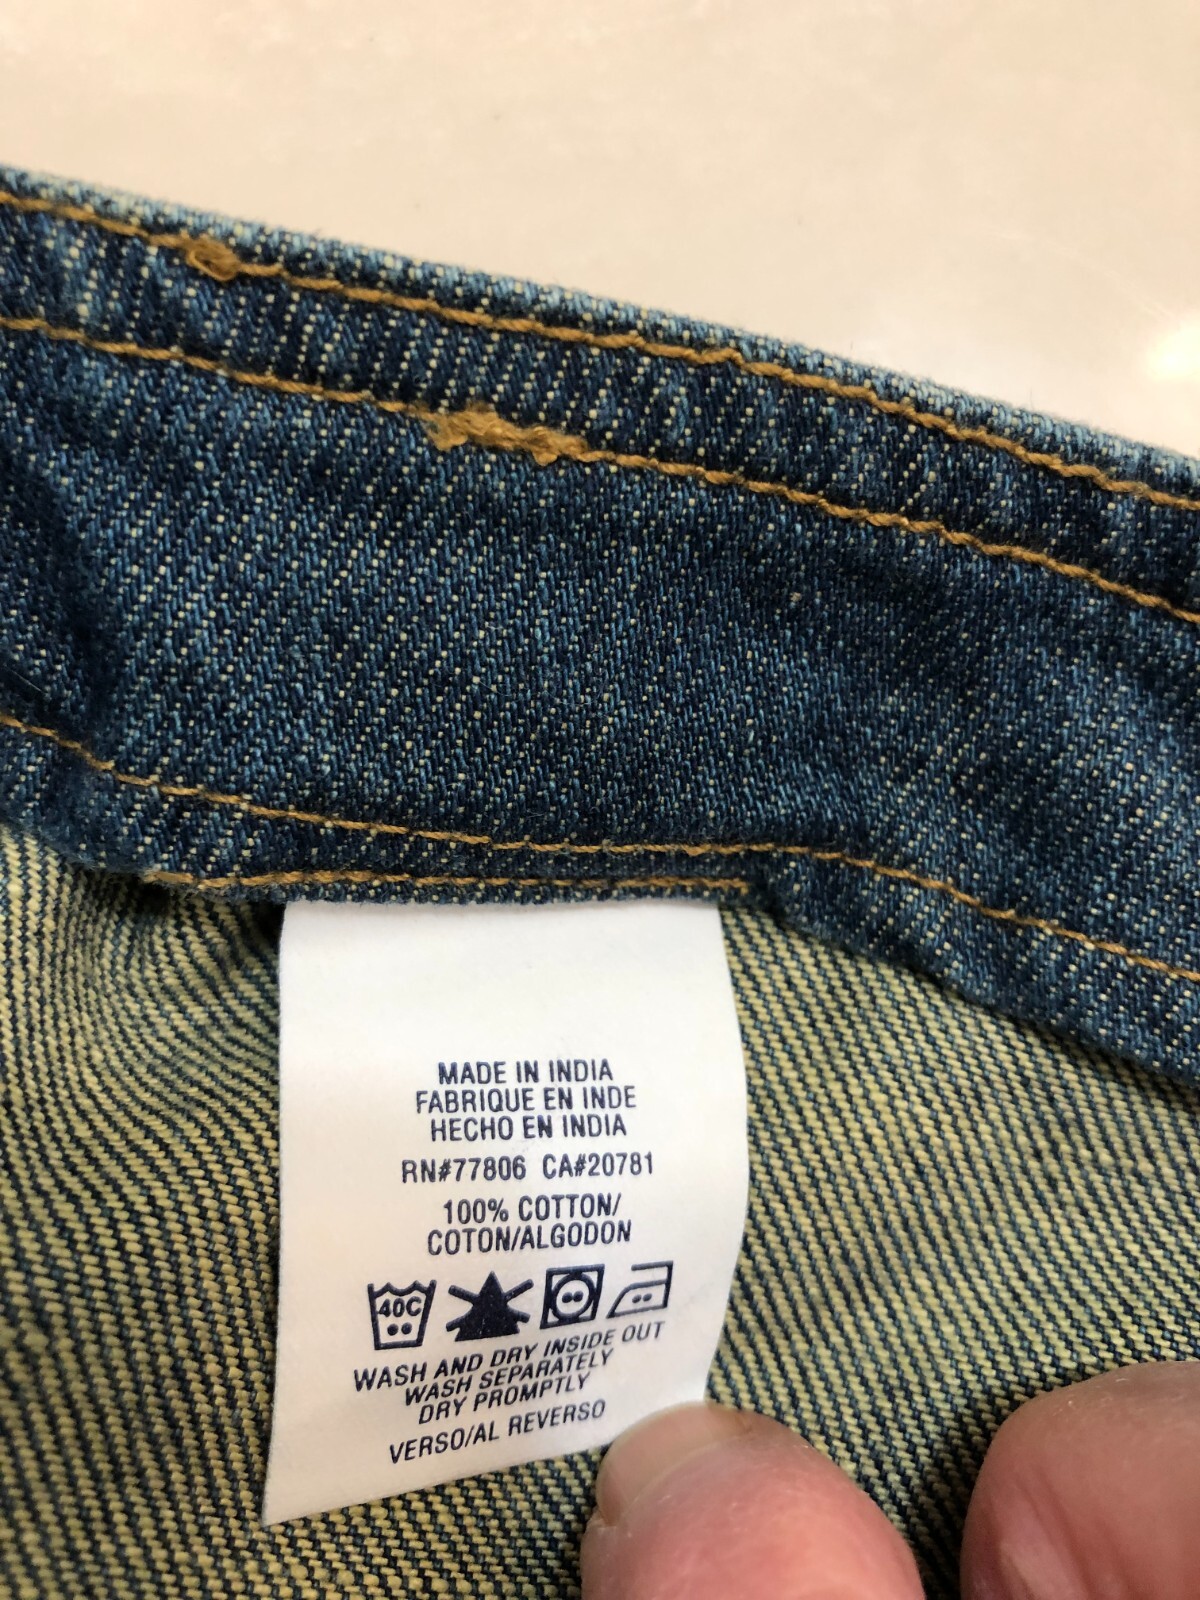 MADE IN INDIA
FABRIQUE EN INDE
HECHO EN INDIA
RN#77806 CA#20781
100% COTTON/
COTON/ALGODON
40C
WASH AND DRY INSIDE OUT
WASH SEPARATELY
DRY PROMPTLY
VERSO/AL REVERSO